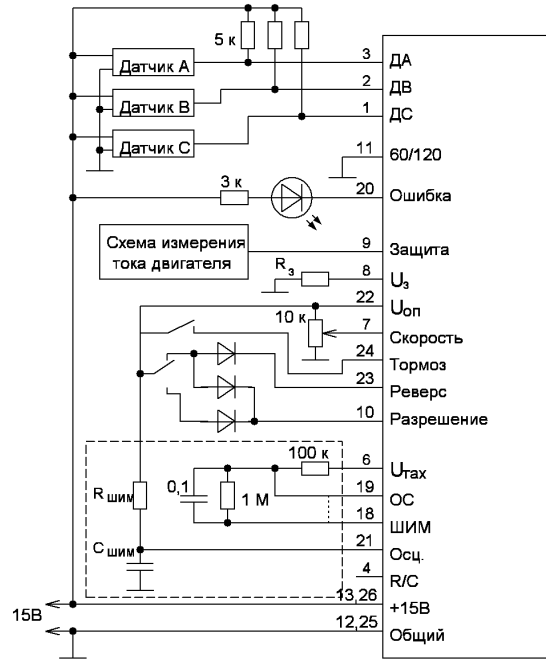 5 к
Датчик А 3 ДА
Датчик В 2 ДВ
Датчик С 1 ДС
11 60/120
3 к 20 Ошибка
Схема измерения
тока двигателя
9 Защита
Rз 8 Uз
22 Uоп
10 к 7 Скорость
24 Тормоз
23 Реверс
10 Разрешение
100 к 6 Uтах
0,1 1 М 19 ОС
Rшим 18 ШИМ
Cшим 21 Осц.
4 R/C
15В 13,26 +15В
12,25 Общий